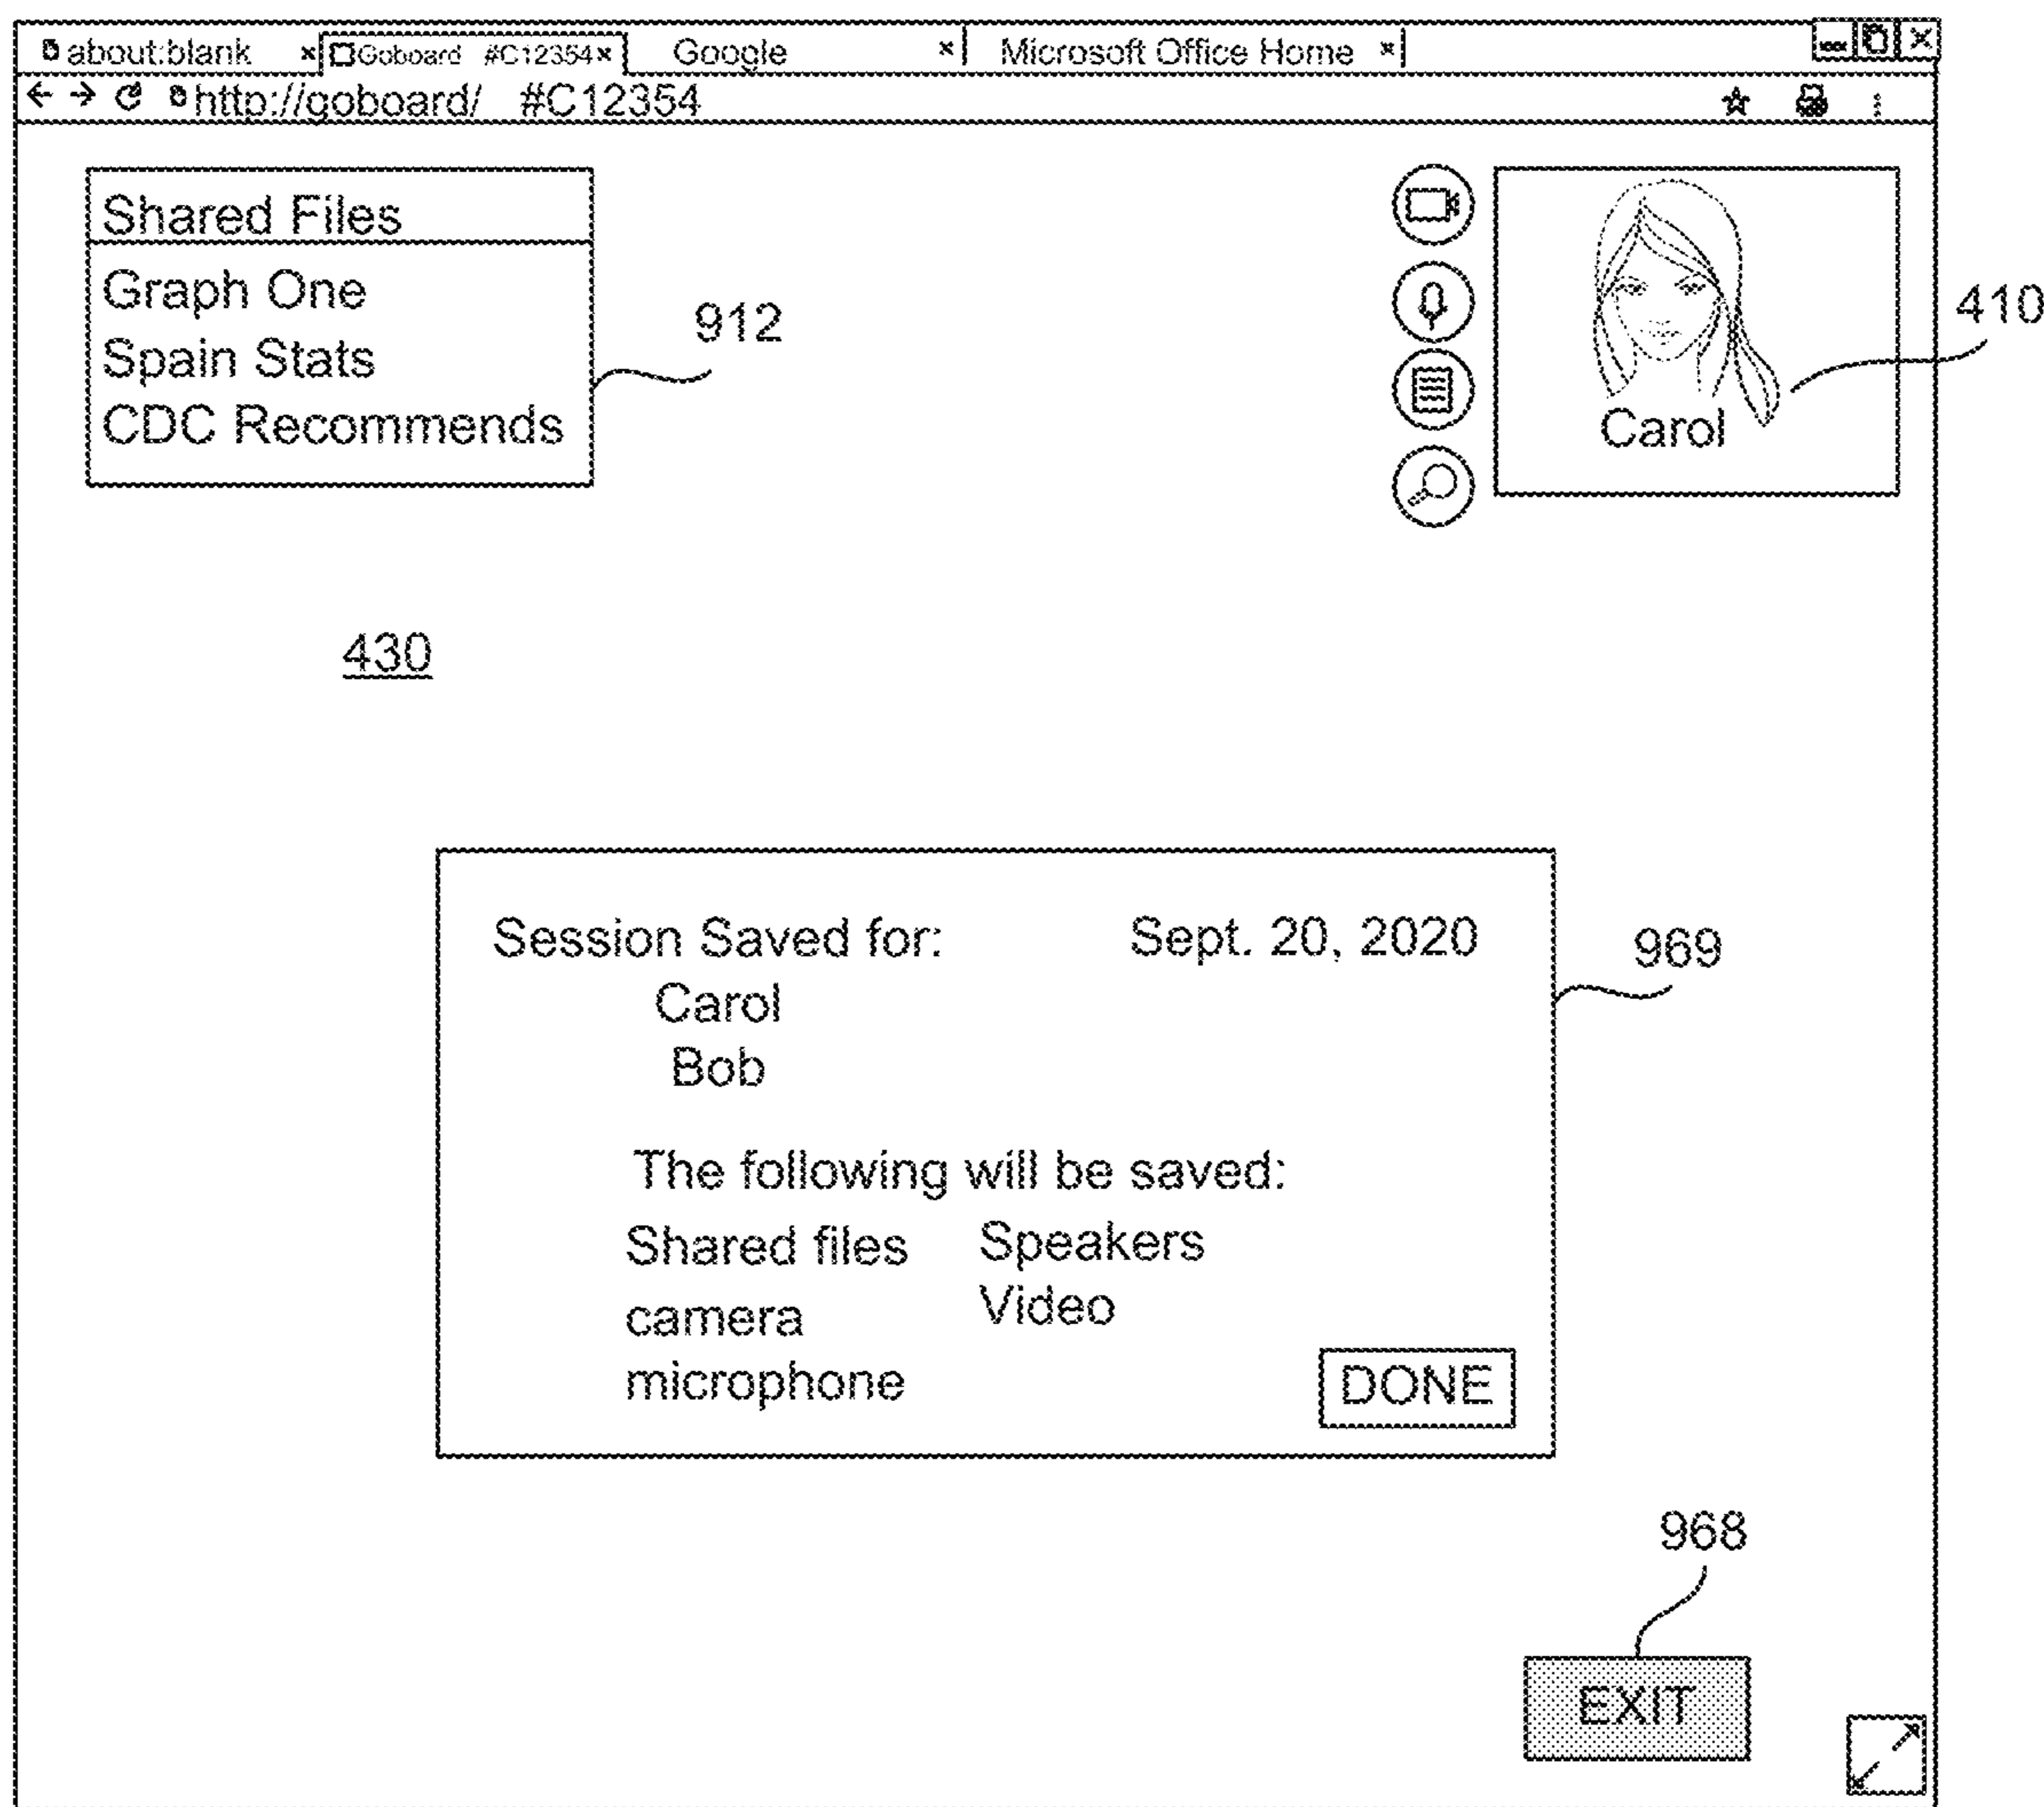 about:blank × Goboard #C12354 × Google × Microsoft Office Home ×
http://goboard/ #C12354
Shared Files
Graph One
Spain Stats
CDC Recommends
912
Carol
410
430
Session Saved for: Sept. 20, 2020
Carol
Bob
969
The following will be saved:
Shared files Speakers
camera Video
microphone
DONE
968
EXIT